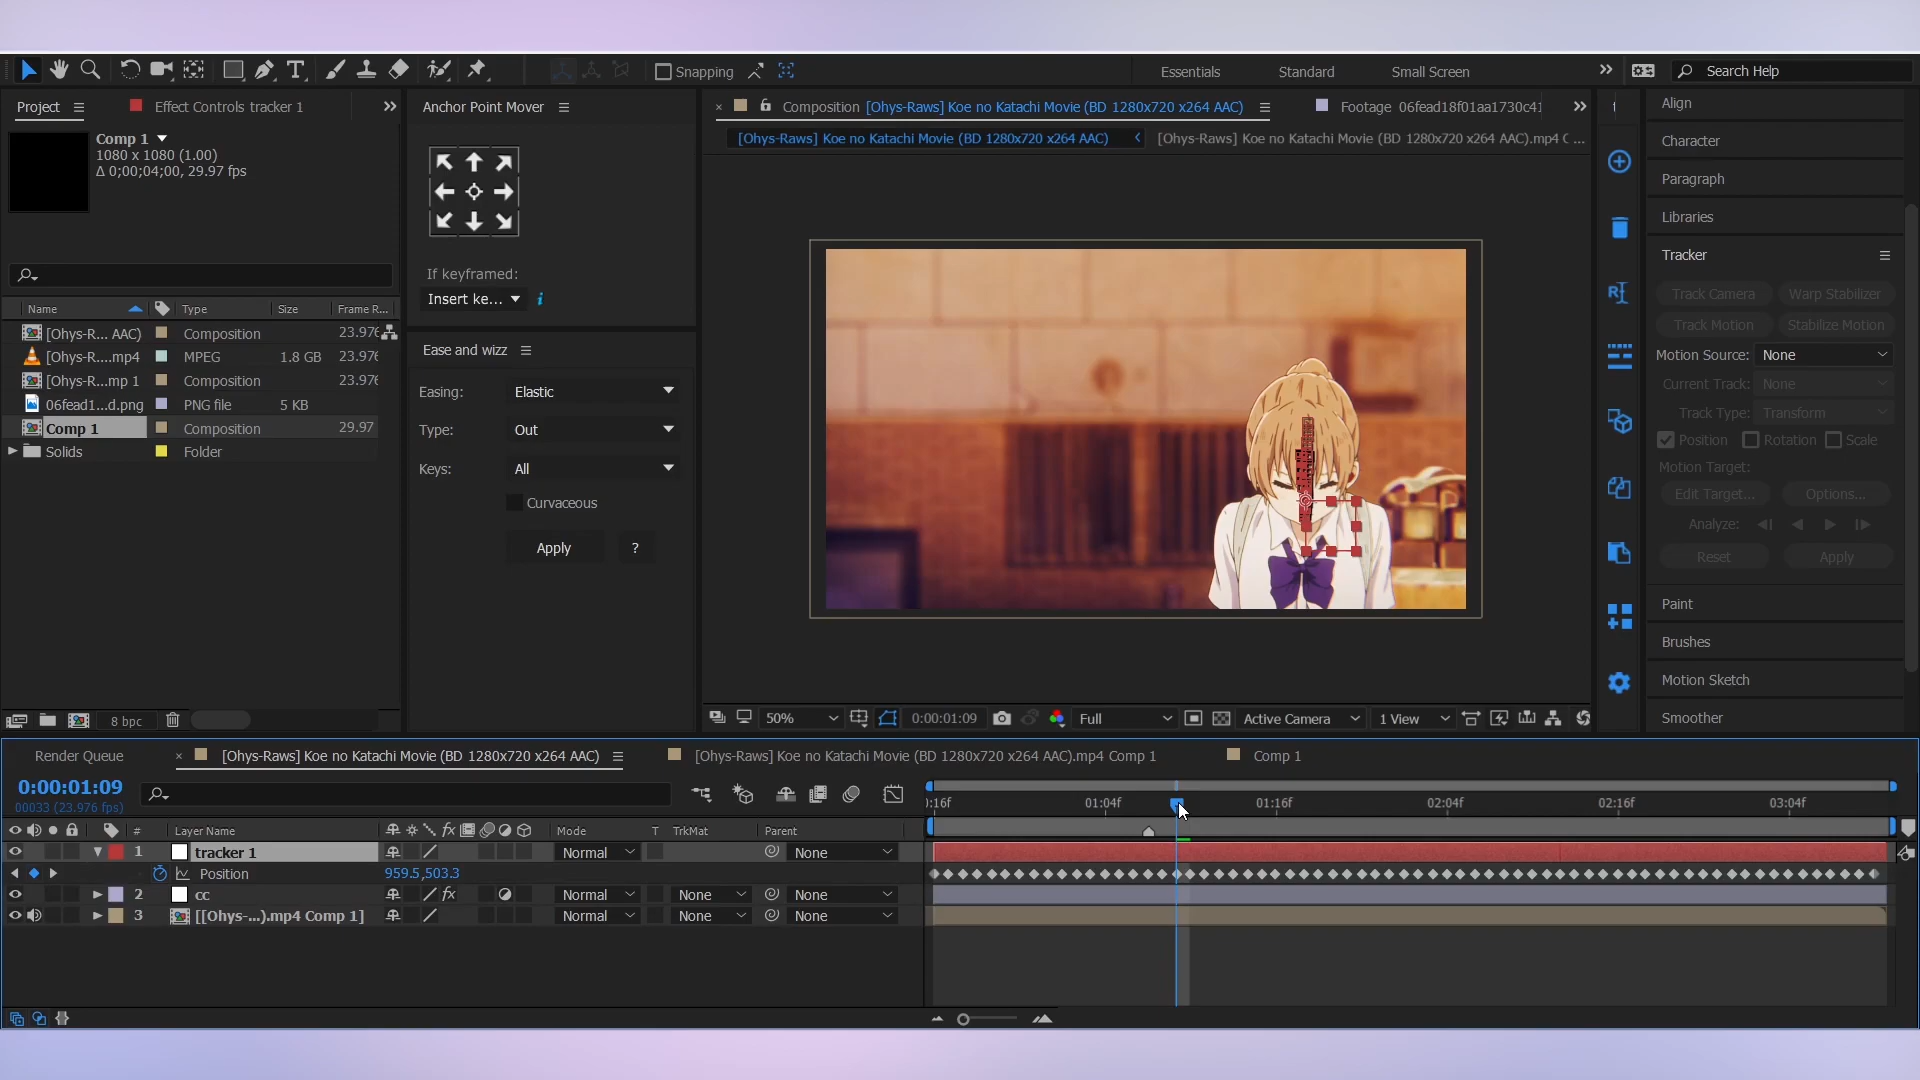 Snapping
Essentials
Standard
Small Screen
Search Help
Project
Effect Controls tracker 1
Anchor Point Mover
Composition [Ohys-Raws] Koe no Katachi Movie (BD 1280x720 x264 AAC)
Footage 06fead18f01aa1730c41
Align
Comp 1
1080 x 1080 (1.00)
Δ 0;00;04;00, 29.97 fps
[Ohys-Raws] Koe no Katachi Movie (BD 1280x720 x264 AAC)
[Ohys-Raws] Koe no Katachi Movie (BD 1280x720 x264 AAC).mp4 C ...
Character
Paragraph
Libraries
Tracker
Track Camera
Warp Stabilizer
Track Motion
Stabilize Motion
Motion Source: None
Current Track: None
Track Type: Transform
Position
Rotation
Scale
Motion Target:
Edit Target...
Options...
Analyze:
Reset
Apply
Paint
Brushes
Motion Sketch
Smoother
If keyframed:
Insert ke...
Name
Type
Size
Frame R...
[Ohys-R... AAC)
Composition
23.976
[Ohys-R....mp4
MPEG
1.8 GB
23.976
[Ohys-R...mp 1
Composition
23.976
06fead1...d.png
PNG file
5 KB
Comp 1
Composition
29.97
Solids
Folder
Ease and wizz
Easing:
Elastic
Type:
Out
Keys:
All
Curvaceous
Apply
?
8 bpc
50%
0:00:01:09
Full
Active Camera
1 View
Render Queue
[Ohys-Raws] Koe no Katachi Movie (BD 1280x720 x264 AAC)
[Ohys-Raws] Koe no Katachi Movie (BD 1280x720 x264 AAC).mp4 Comp 1
Comp 1
0:00:01:09
00033 (23.976 fps)
):16f
01:04f
01:16f
02:04f
02:16f
03:04f
#
Layer Name
fx
Mode
T
TrkMat
Parent
1
tracker 1
Normal
None
Position
959.5,503.3
2
cc
fx
Normal
None
None
3
[[Ohys-...).mp4 Comp 1]
Normal
None
None